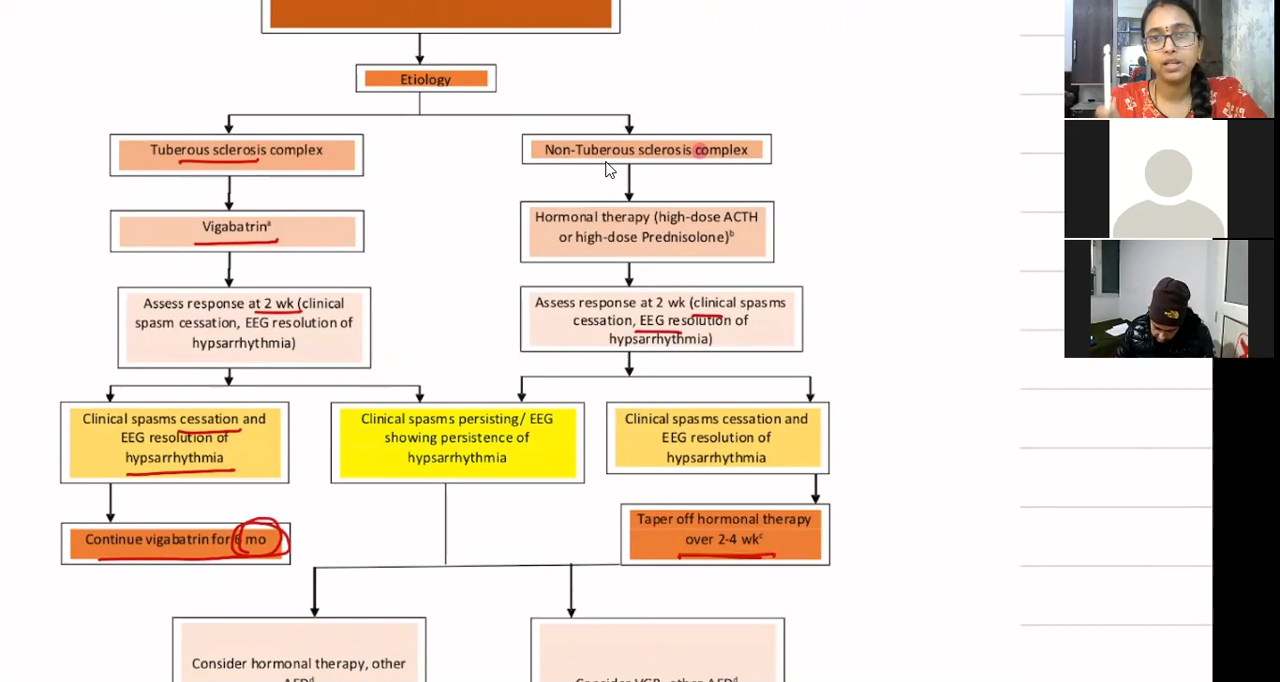 Etiology
Tuberous sclerosis complex
Non-Tuberous sclerosis complex
Vigabatrinᵃ
Hormonal therapy (high-dose ACTH
or high-dose Prednisolone)ᵇ
Assess response at 2 wk (clinical
spasm cessation, EEG resolution of
hypsarrhythmia)
Assess response at 2 wk (clinical spasms
cessation, EEG resolution of
hypsarrhythmia)
Clinical spasms cessation and
EEG resolution of
hypsarrhythmia
Clinical spasms persisting/ EEG
showing persistence of
hypsarrhythmia
Clinical spasms cessation and
EEG resolution of
hypsarrhythmia
Continue vigabatrin for mo
Taper off hormonal therapy
over 2-4 wkᶜ
Consider hormonal therapy, other